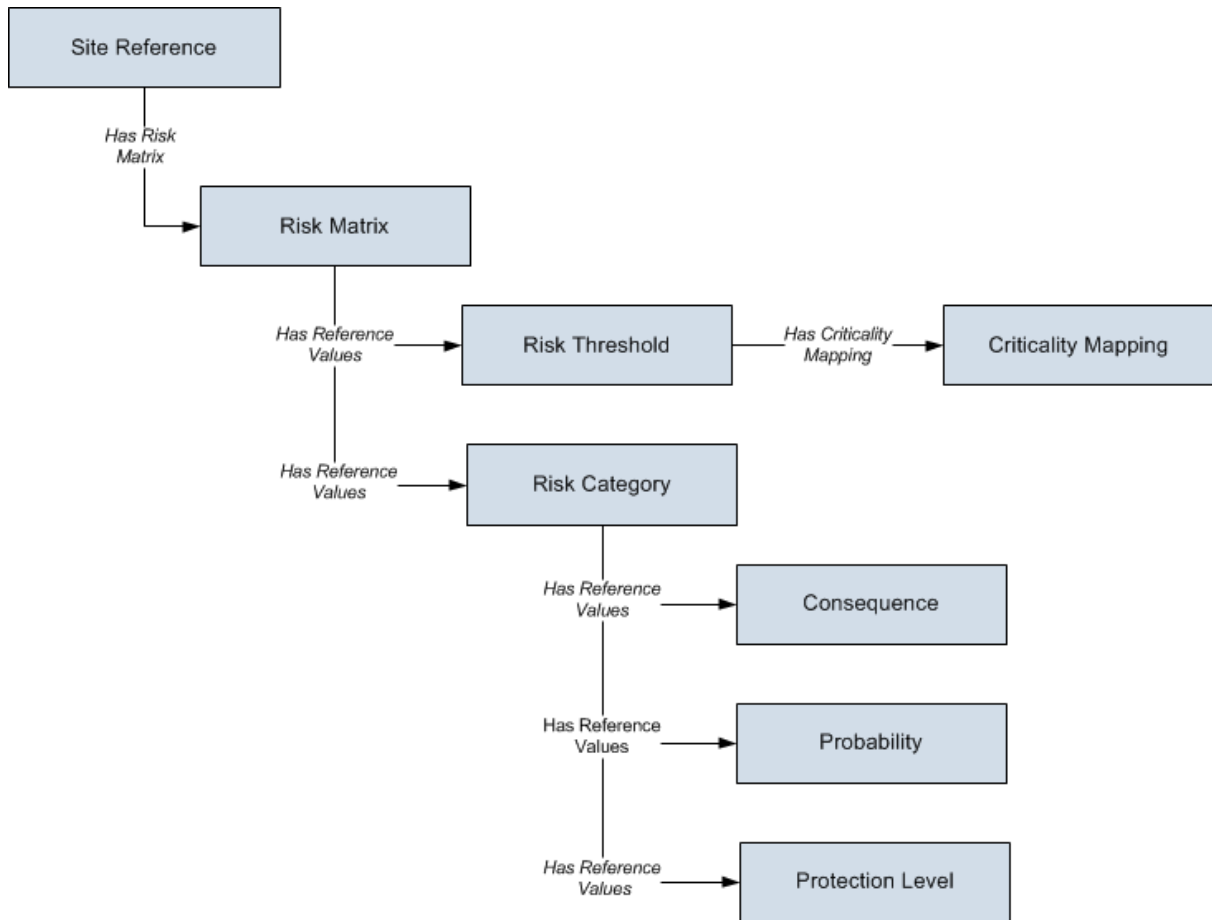 Site Reference
Has Risk
Matrix
Risk Matrix
Has Reference
Values
Risk Threshold
Has Criticality
Mapping
Criticality Mapping
Has Reference
Values
Risk Category
Has Reference
Values
Consequence
Has Reference
Values
Probability
Has Reference
Values
Protection Level